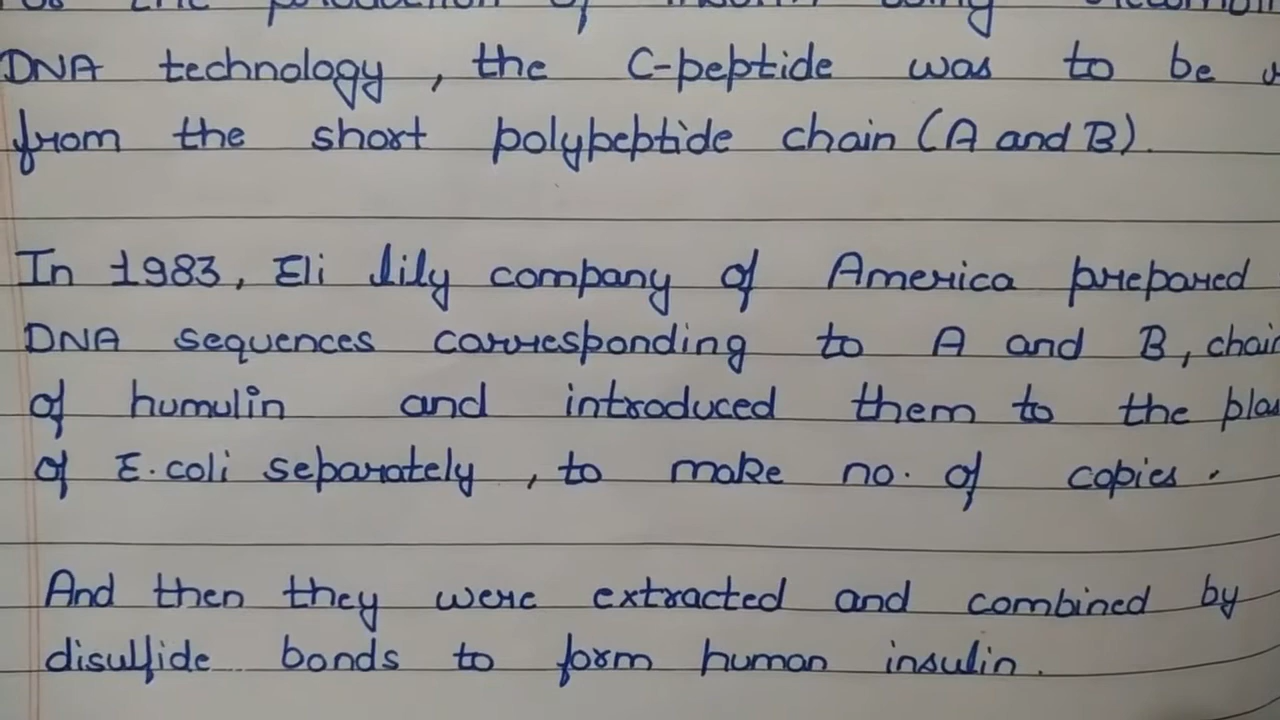 DNA technology, the C-peptide was to be
from the short polypeptide chain (A and B).
In 1983, Eli lily company of America prepared
DNA sequences corresponding to A and B, chain
of humulin and introduced them to the
of E. coli separately, to make no. of copies.
And then they were extracted and combined by
disulfide bonds to form human insulin.